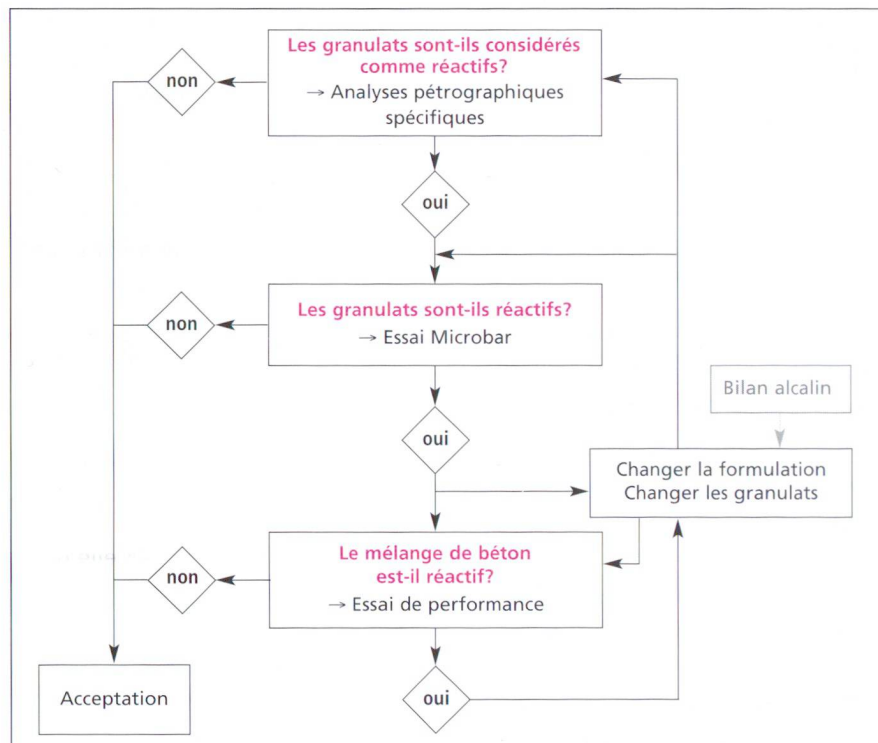 Les granulats sont-ils considérés
comme réactifs?
→ Analyses pétrographiques
spécifiques
non
oui
Les granulats sont-ils réactifs?
→ Essai Microbar
non
oui
Bilan alcalin
Changer la formulation
Changer les granulats
Le mélange de béton
est-il réactif?
→ Essai de performance
non
Acceptation
oui